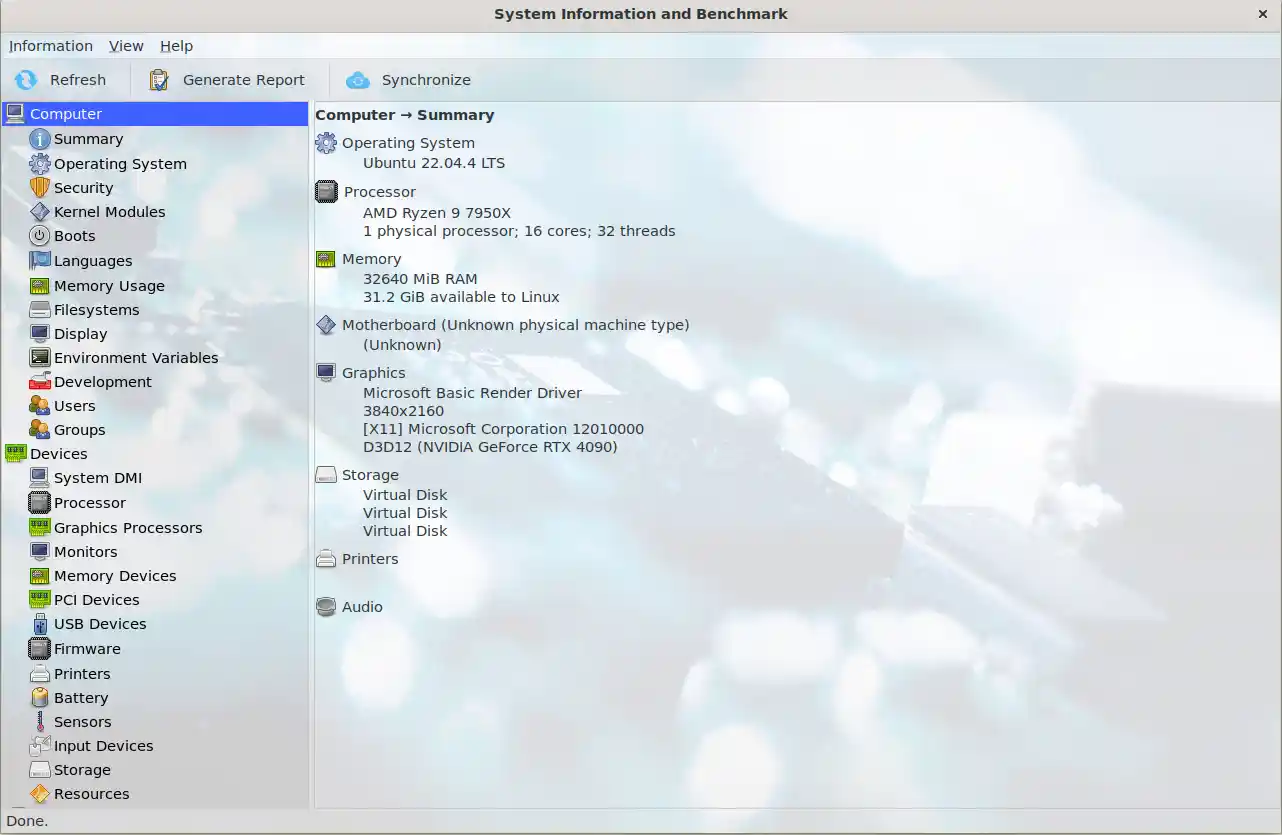 System Information and Benchmark
×
Information View Help
Refresh Generate Report Synchronize
Computer
Summary
Operating System
Security
Kernel Modules
Boots
Languages
Memory Usage
Filesystems
Display
Environment Variables
Development
Users
Groups
Devices
System DMI
Processor
Graphics Processors
Monitors
Memory Devices
PCI Devices
USB Devices
Firmware
Printers
Battery
Sensors
Input Devices
Storage
Resources
Computer → Summary
Operating System
Ubuntu 22.04.4 LTS
Processor
AMD Ryzen 9 7950X
1 physical processor; 16 cores; 32 threads
Memory
32640 MiB RAM
31.2 GiB available to Linux
Motherboard (Unknown physical machine type)
(Unknown)
Graphics
Microsoft Basic Render Driver
3840x2160
[X11] Microsoft Corporation 12010000
D3D12 (NVIDIA GeForce RTX 4090)
Storage
Virtual Disk
Virtual Disk
Virtual Disk
Printers
Audio
Done.